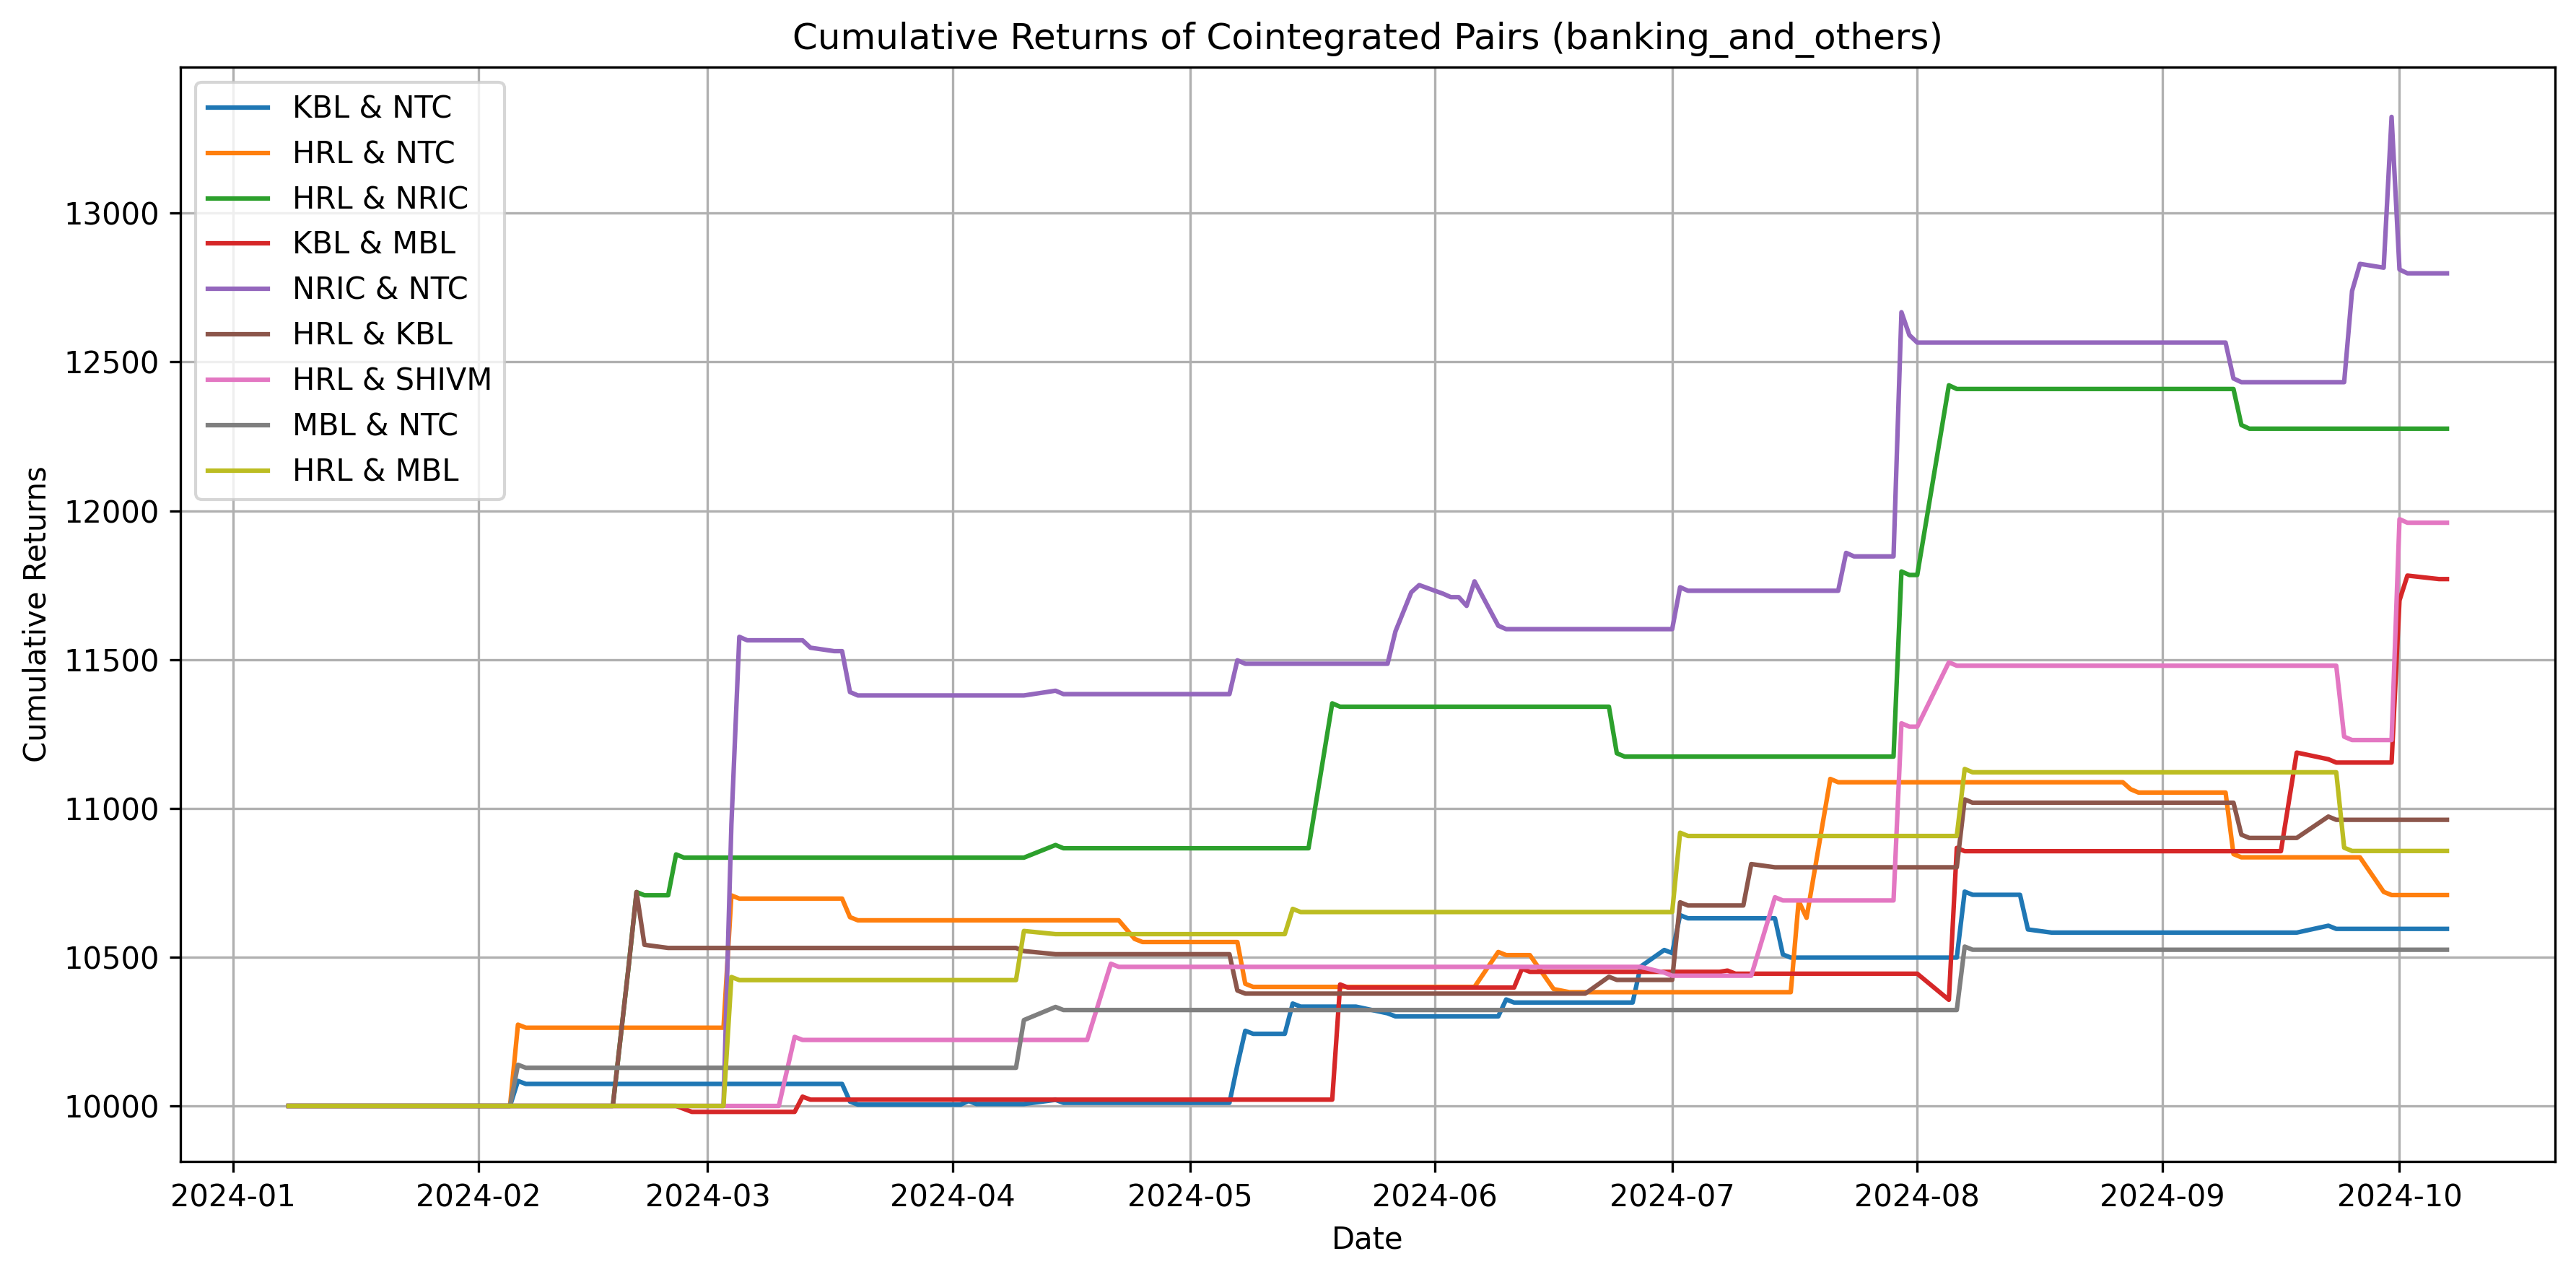 Cumulative Returns of Cointegrated Pairs (banking_and_others)
KBL & NTC
HRL & NTC
HRL & NRIC
KBL & MBL
NRIC & NTC
HRL & KBL
HRL & SHIVM
MBL & NTC
HRL & MBL
Cumulative Returns
13000
12500
12000
11500
11000
10500
10000
2024-01 2024-02 2024-03 2024-04 2024-05 2024-06 2024-07 2024-08 2024-09 2024-10
Date